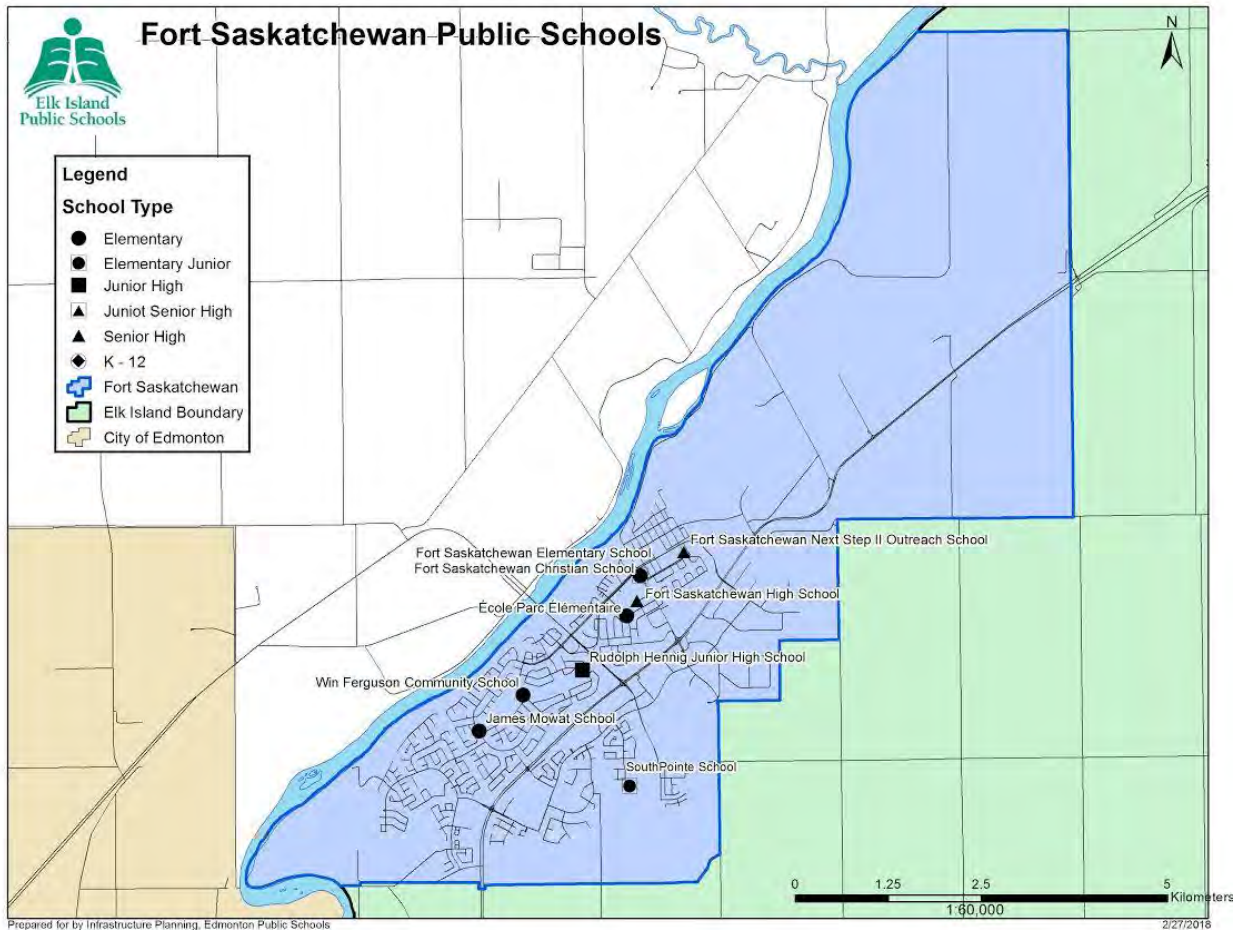 Fort Saskatchewan Public Schools
N
Elk Island
Public Schools
Legend
School Type
Elementary
Elementary Junior
Junior High
Juniot Senior High
Senior High
K - 12
Fort Saskatchewan
Elk Island Boundary
City of Edmonton
Fort Saskatchewan Next Step II Outreach School
Fort Saskatchewan Elementary School
Fort Saskatchewan Christian School
Fort Saskatchewan High School
École Parc Élémentaire
Rudolph Hennig Junior High School
Win Ferguson Community School
James Mowat School
SouthPointe School
0 1.25 2.5 5
Kilometers
1:60,000
Prepared for by Infrastructure Planning, Edmonton Public Schools
2/27/2018